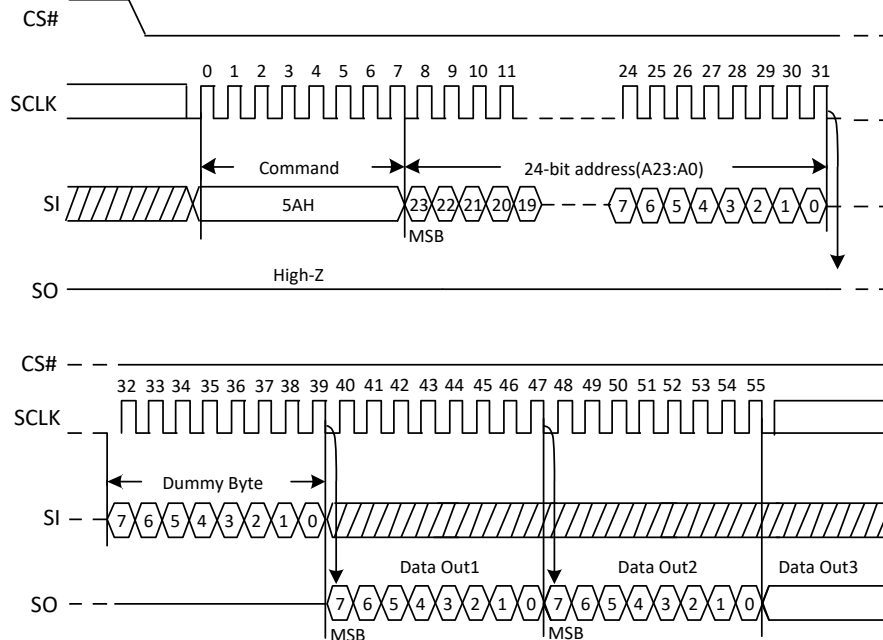 CS#
0 1 2 3 4 5 6 7 8 9 10 11 24 25 26 27 28 29 30 31
SCLK
Command 24-bit address(A23:A0)
SI 5AH 23 22 21 20 19 7 6 5 4 3 2 1 0
MSB
High-Z
SO
CS#
32 33 34 35 36 37 38 39 40 41 42 43 44 45 46 47 48 49 50 51 52 53 54 55
SCLK
Dummy Byte
SI 7 6 5 4 3 2 1 0
Data Out1 Data Out2 Data Out3
SO 7 6 5 4 3 2 1 0 7 6 5 4 3 2 1 0
MSB MSB